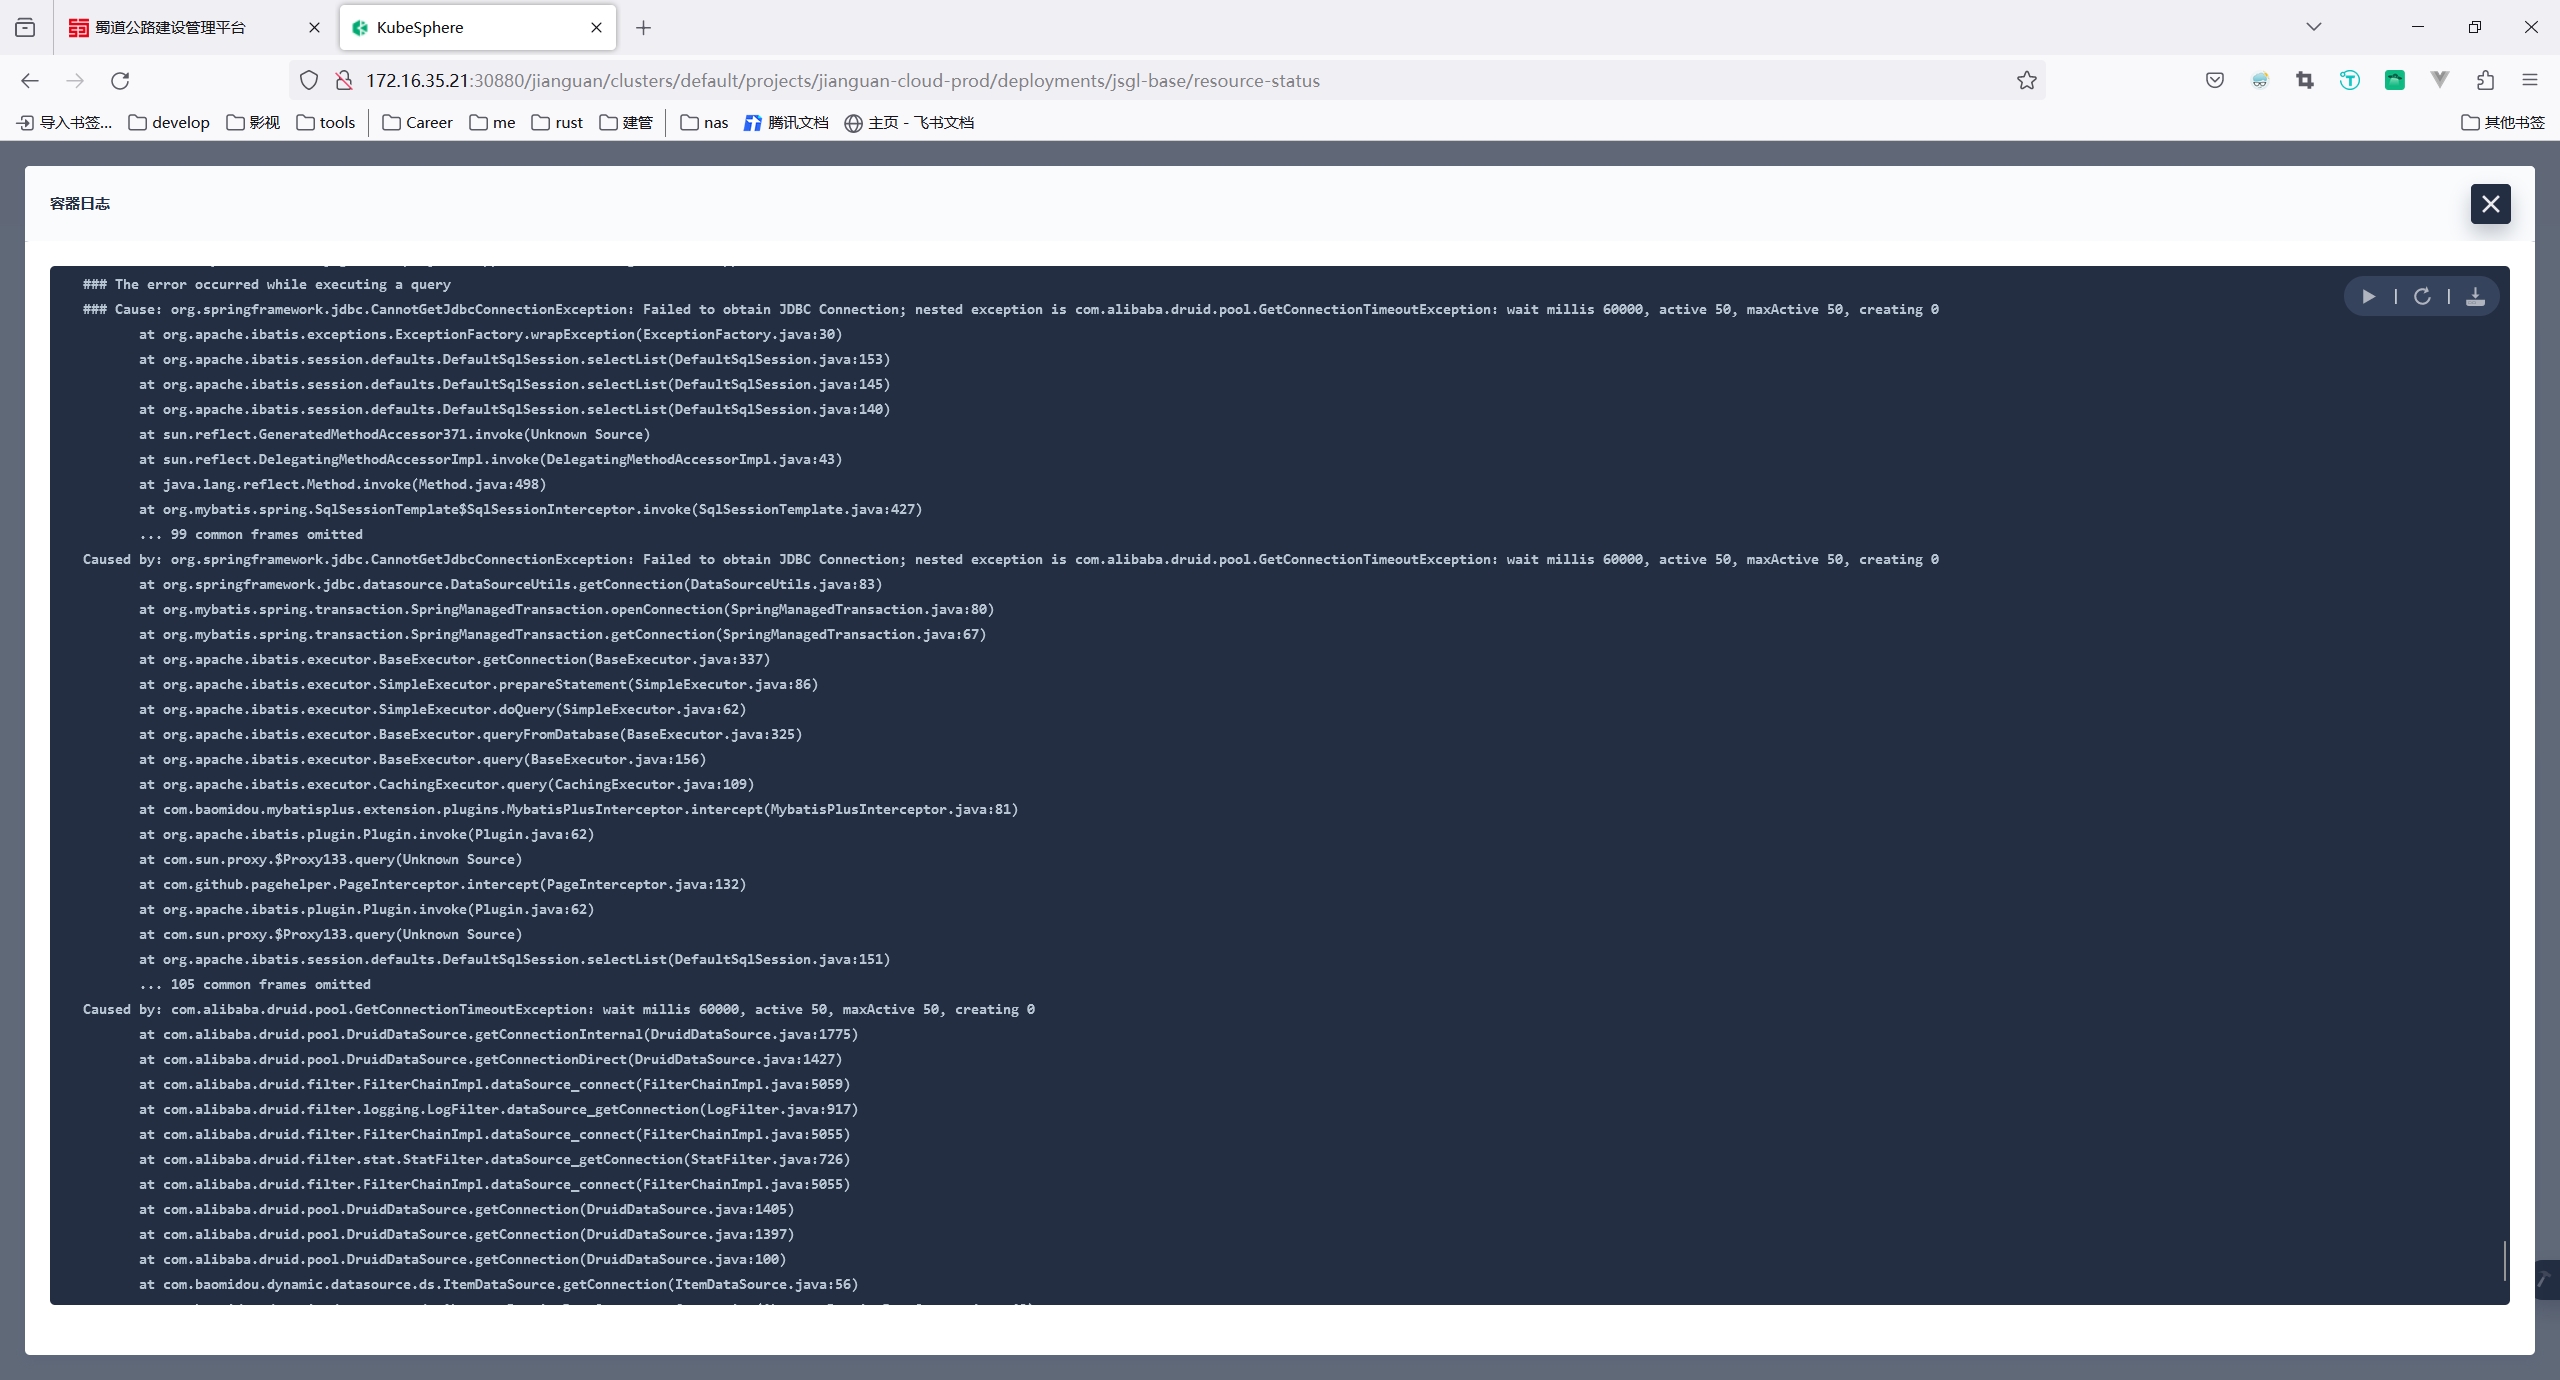 蜀道公路建设管理平台
KubeSphere
172.16.35.21:30880/jianguan/clusters/default/projects/jianguan-cloud-prod/deployments/jsgl-base/resource-status
导入书签... develop 影视 tools Career me rust 建管 nas 腾讯文档 主页 - 飞书文档 其他书签
容器日志
### The error occurred while executing a query
### Cause: org.springframework.jdbc.CannotGetJdbcConnectionException: Failed to obtain JDBC Connection; nested exception is com.alibaba.druid.pool.GetConnectionTimeoutException: wait millis 60000, active 50, maxActive 50, creating 0
at org.apache.ibatis.exceptions.ExceptionFactory.wrapException(ExceptionFactory.java:30)
at org.apache.ibatis.session.defaults.DefaultSqlSession.selectList(DefaultSqlSession.java:153)
at org.apache.ibatis.session.defaults.DefaultSqlSession.selectList(DefaultSqlSession.java:145)
at org.apache.ibatis.session.defaults.DefaultSqlSession.selectList(DefaultSqlSession.java:140)
at sun.reflect.GeneratedMethodAccessor371.invoke(Unknown Source)
at sun.reflect.DelegatingMethodAccessorImpl.invoke(DelegatingMethodAccessorImpl.java:43)
at java.lang.reflect.Method.invoke(Method.java:498)
at org.mybatis.spring.SqlSessionTemplate$SqlSessionInterceptor.invoke(SqlSessionTemplate.java:427)
... 99 common frames omitted
Caused by: org.springframework.jdbc.CannotGetJdbcConnectionException: Failed to obtain JDBC Connection; nested exception is com.alibaba.druid.pool.GetConnectionTimeoutException: wait millis 60000, active 50, maxActive 50, creating 0
at org.springframework.jdbc.datasource.DataSourceUtils.getConnection(DataSourceUtils.java:83)
at org.mybatis.spring.transaction.SpringManagedTransaction.openConnection(SpringManagedTransaction.java:80)
at org.mybatis.spring.transaction.SpringManagedTransaction.getConnection(SpringManagedTransaction.java:67)
at org.apache.ibatis.executor.BaseExecutor.getConnection(BaseExecutor.java:337)
at org.apache.ibatis.executor.SimpleExecutor.prepareStatement(SimpleExecutor.java:86)
at org.apache.ibatis.executor.SimpleExecutor.doQuery(SimpleExecutor.java:62)
at org.apache.ibatis.executor.BaseExecutor.queryFromDatabase(BaseExecutor.java:325)
at org.apache.ibatis.executor.BaseExecutor.query(BaseExecutor.java:156)
at org.apache.ibatis.executor.CachingExecutor.query(CachingExecutor.java:109)
at com.baomidou.mybatisplus.extension.plugins.MybatisPlusInterceptor.intercept(MybatisPlusInterceptor.java:81)
at org.apache.ibatis.plugin.Plugin.invoke(Plugin.java:62)
at com.sun.proxy.$Proxy133.query(Unknown Source)
at com.github.pagehelper.PageInterceptor.intercept(PageInterceptor.java:132)
at org.apache.ibatis.plugin.Plugin.invoke(Plugin.java:62)
at com.sun.proxy.$Proxy133.query(Unknown Source)
at org.apache.ibatis.session.defaults.DefaultSqlSession.selectList(DefaultSqlSession.java:151)
... 105 common frames omitted
Caused by: com.alibaba.druid.pool.GetConnectionTimeoutException: wait millis 60000, active 50, maxActive 50, creating 0
at com.alibaba.druid.pool.DruidDataSource.getConnectionInternal(DruidDataSource.java:1775)
at com.alibaba.druid.pool.DruidDataSource.getConnectionDirect(DruidDataSource.java:1427)
at com.alibaba.druid.filter.FilterChainImpl.dataSource_connect(FilterChainImpl.java:5059)
at com.alibaba.druid.filter.logging.LogFilter.dataSource_getConnection(LogFilter.java:917)
at com.alibaba.druid.filter.FilterChainImpl.dataSource_connect(FilterChainImpl.java:5055)
at com.alibaba.druid.filter.stat.StatFilter.dataSource_getConnection(StatFilter.java:726)
at com.alibaba.druid.filter.FilterChainImpl.dataSource_connect(FilterChainImpl.java:5055)
at com.alibaba.druid.pool.DruidDataSource.getConnection(DruidDataSource.java:1405)
at com.alibaba.druid.pool.DruidDataSource.getConnection(DruidDataSource.java:1397)
at com.alibaba.druid.pool.DruidDataSource.getConnection(DruidDataSource.java:100)
at com.baomidou.dynamic.datasource.ds.ItemDataSource.getConnection(ItemDataSource.java:56)